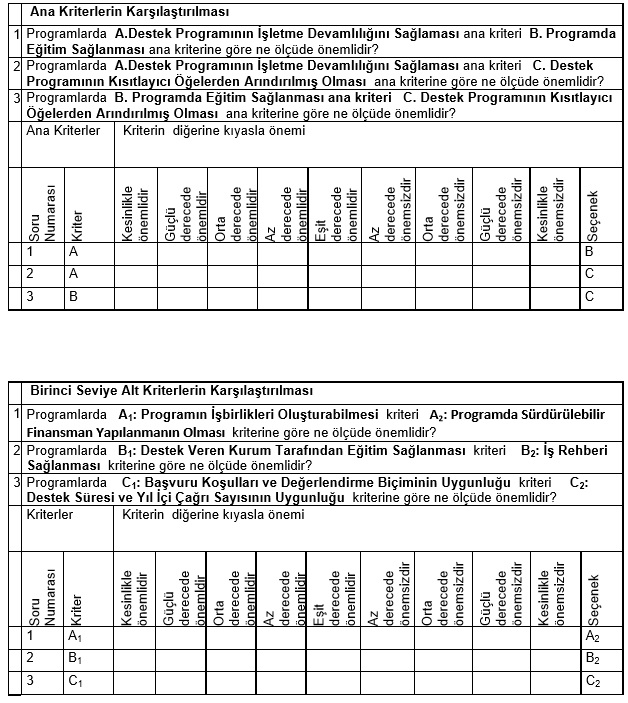 Ana Kriterlerin Karşılaştırılması
1 Programlarda A.Destek Programının İşletme Devamlılığını Sağlaması ana kriteri B. Programda
Eğitim Sağlanması ana kriterine göre ne ölçüde önemlidir?
2 Programlarda A.Destek Programının İşletme Devamlılığını Sağlaması ana kriteri C. Destek
Programının Kısıtlayıcı Öğelerden Arındırılmış Olması ana kriterine göre ne ölçüde önemlidir?
3 Programlarda B. Programda Eğitim Sağlanması ana kriteri C. Destek Programının Kısıtlayıcı
Öğelerden Arındırılmış Olması ana kriterine göre ne ölçüde önemlidir?
Ana Kriterler Kriterin diğerine kıyasla önemi
Soru
Numarası
Kriter
Kesinlikle
önemlidir
Güçlü
derecede
önemldir
Orta
derecede
önemlidir
Az
derecede
önemlidir
Eşit
derecede
önemlidir
Az
derecede
önemsizdir
Orta
derecede
önemsizdir
Güçlü
derecede
önemsizdir
Kesinlikle
önemsizdir
Seçenek
1 A B
2 A C
3 B C
Birinci Seviye Alt Kriterlerin Karşılaştırılması
1 Programlarda A₁: Programın İşbirlikleri Oluşturabilmesi kriteri A₂: Programda Sürdürülebilir
Finansman Yapılanmanın Olması kriterine göre ne ölçüde önemlidir?
2 Programlarda B₁: Destek Veren Kurum Tarafından Eğitim Sağlanması kriteri B₂: İş Rehberi
Sağlanması kriterine göre ne ölçüde önemlidir?
3 Programlarda C₁: Başvuru Koşulları ve Değerlendirme Biçiminin Uygunluğu kriteri C₂:
Destek Süresi ve Yıl İçi Çağrı Sayısının Uygunluğu kriterine göre ne ölçüde önemlidir?
Kriterler Kriterin diğerine kıyasla önemi
Soru
Numarası
Kriter
Kesinlikle
önemlidir
Güçlü
derecede
önemldir
Orta
derecede
önemlidir
Az
derecede
önemlidir
Eşit
derecede
önemlidir
Az
derecede
önemsizdir
Orta
derecede
önemsizdir
Güçlü
derecede
önemsizdir
Kesinlikle
önemsizdir
Seçenek
1 A₁ A₂
2 B₁ B₂
3 C₁ C₂